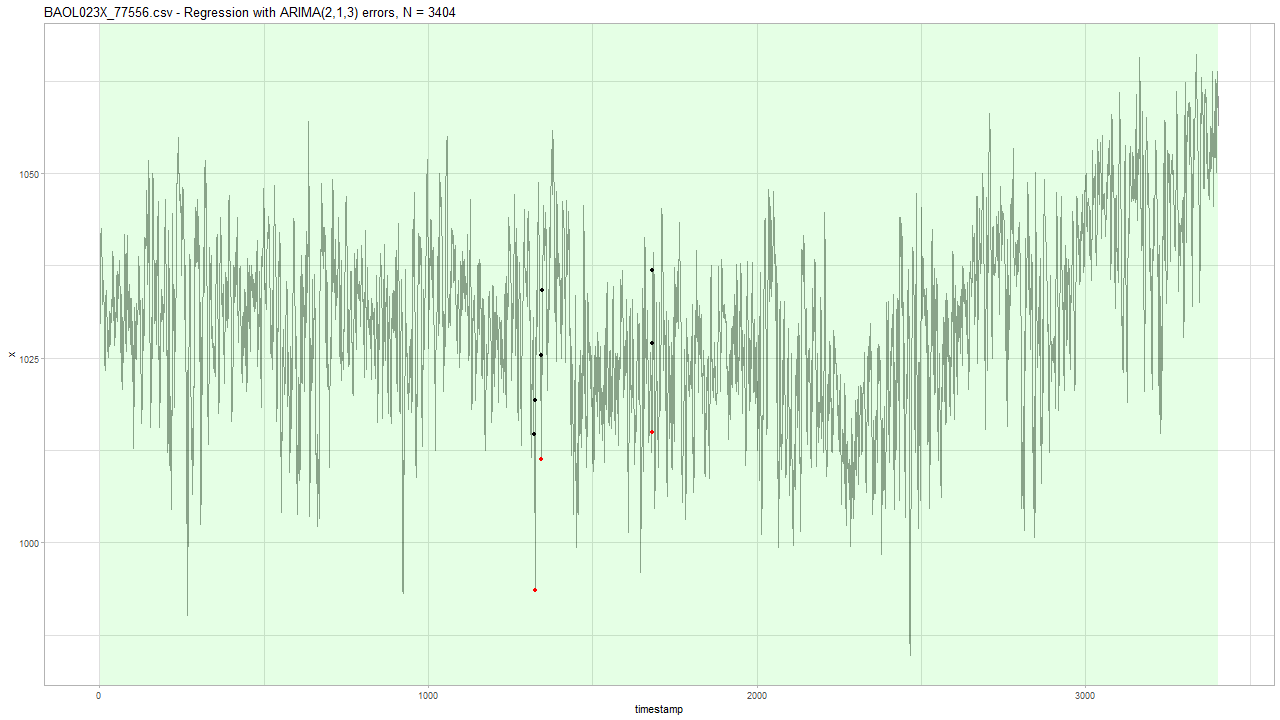 BAOL023X_77556.csv - Regression with ARIMA(2,1,3) errors, N = 3404
1050
1025
1000
x
0 1000 2000 3000
timestamp